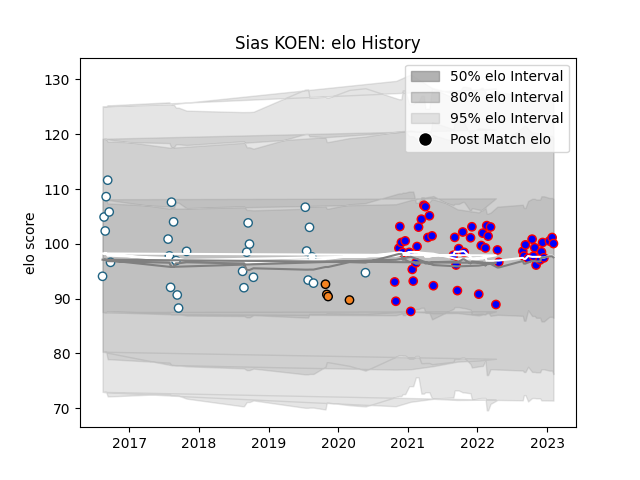 Sias KOEN: elo History
50% elo Interval
80% elo Interval
95% elo Interval
Post Match elo
elo score
130
120
110
100
90
80
70
2017 2018 2019 2020 2021 2022 2023